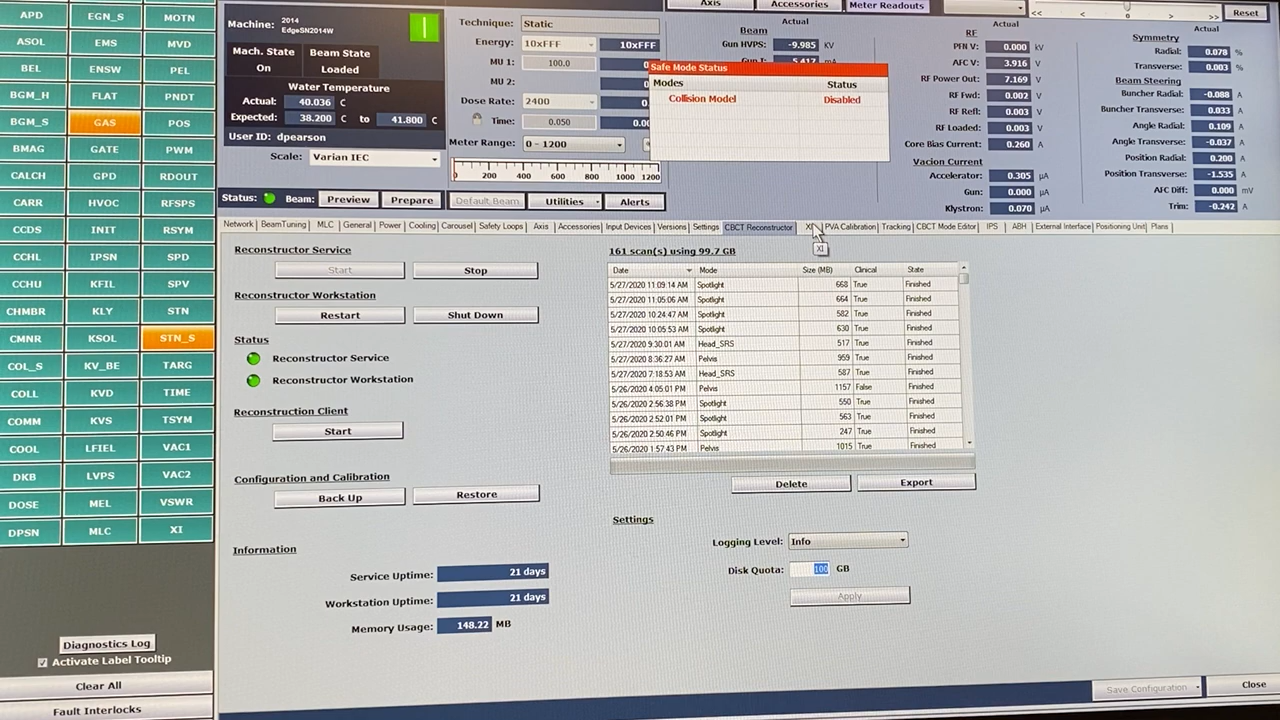 APD EGN_S MOTN
ASOL EMS MVD
BEL ENSW PEL
BGM_H FLAT PNDT
BGM_S GAS POS
BMAG GATE PWM
CALCH GPD RDOUT
CARR HVOC RFSPS
CCDS INIT RSYM
CCHL IPSN SPD
CCHU KFIL SPV
CHMBR KLY STN
CMNR KSOL STN_S
COL_S KV_BE TARG
COLL KVD TIME
COMM KVS TSYM
COOL LFIEL VAC1
DKB LVPS VAC2
DOSE MEL VSWR
DPSN MLC XI
Diagnostics Log
Activate Label Tooltip
Clear All
Fault Interlocks
Machine: 2014
EdgeSN2014W
Mach. State Beam State
On Loaded
Water Temperature
Actual: 40.036 C
Expected: 38.200 C to 41.800 C
User ID: dpearson
Scale: Varian IEC
Technique: Static
Energy: 10xFFF 10xFFF
MU 1: 100.0
MU 2:
Dose Rate: 2400
Time: 0.050
Meter Range: 0 - 1200
0 200 400 600 800 1000 1200
Status: Beam: Preview Prepare Default Beam Utilities Alerts
Axis Accessories Meter Readouts
Actual
Beam
Gun HVPS: -9.985 KV
Gun I: 5.417 mA
Safe Mode Status
Modes Status
Collision Model Disabled
Actual
RF
PFN V: 0.000 kV
AFC V: 3.916 V
RF Power Out: 7.169 V
RF Fwd: 0.002 V
RF Refl: 0.003 V
RF Loaded: 0.003 V
Core Bias Current: 0.260 A
Vacion Current
Accelerator: 0.305 µA
Gun: 0.000 µA
Klystron: 0.070 µA
<< < 0 > >> Reset
Actual
Symmetry
Radial: 0.078 %
Transverse: 0.003 %
Beam Steering
Buncher Radial: -0.088 A
Buncher Transverse: 0.033 A
Angle Radial: 0.109 A
Angle Transverse: -0.037 A
Position Radial: 0.200 A
Position Transverse: -1.535 A
AFC Diff: 0.000 mV
Trim: -0.242 A
Network BeamTuning MLC General Power Cooling Carousel Safety Loops Axis Accessories Input Devices Versions Settings CBCT Reconstructor XI PVA Calibration Tracking CBCT Mode Editor IPS ABH External Interface Positioning Unit Plans
XI
Reconstructor Service
Start Stop
Reconstructor Workstation
Restart Shut Down
Status
Reconstructor Service
Reconstructor Workstation
Reconstruction Client
Start
Configuration and Calibration
Back Up Restore
Information
Service Uptime: 21 days
Workstation Uptime: 21 days
Memory Usage: 148.22 MB
161 scan(s) using 99.7 GB
Date Mode Size (MB) Clinical State
5/27/2020 11:09:14 AM Spotlight 668 True Finished
5/27/2020 11:05:06 AM Spotlight 664 True Finished
5/27/2020 10:24:47 AM Spotlight 582 True Finished
5/27/2020 10:05:53 AM Spotlight 630 True Finished
5/27/2020 9:30:01 AM Head_SRS 517 True Finished
5/27/2020 8:36:27 AM Pelvis 959 True Finished
5/27/2020 7:18:53 AM Head_SRS 587 True Finished
5/26/2020 4:05:01 PM Pelvis 1157 False Finished
5/26/2020 2:56:38 PM Spotlight 550 True Finished
5/26/2020 2:52:01 PM Spotlight 563 True Finished
5/26/2020 2:50:46 PM Spotlight 247 True Finished
5/26/2020 1:57:43 PM Pelvis 1015 True Finished
Delete Export
Settings
Logging Level: Info
Disk Quota: 100 GB
Apply
Save Configuration Close